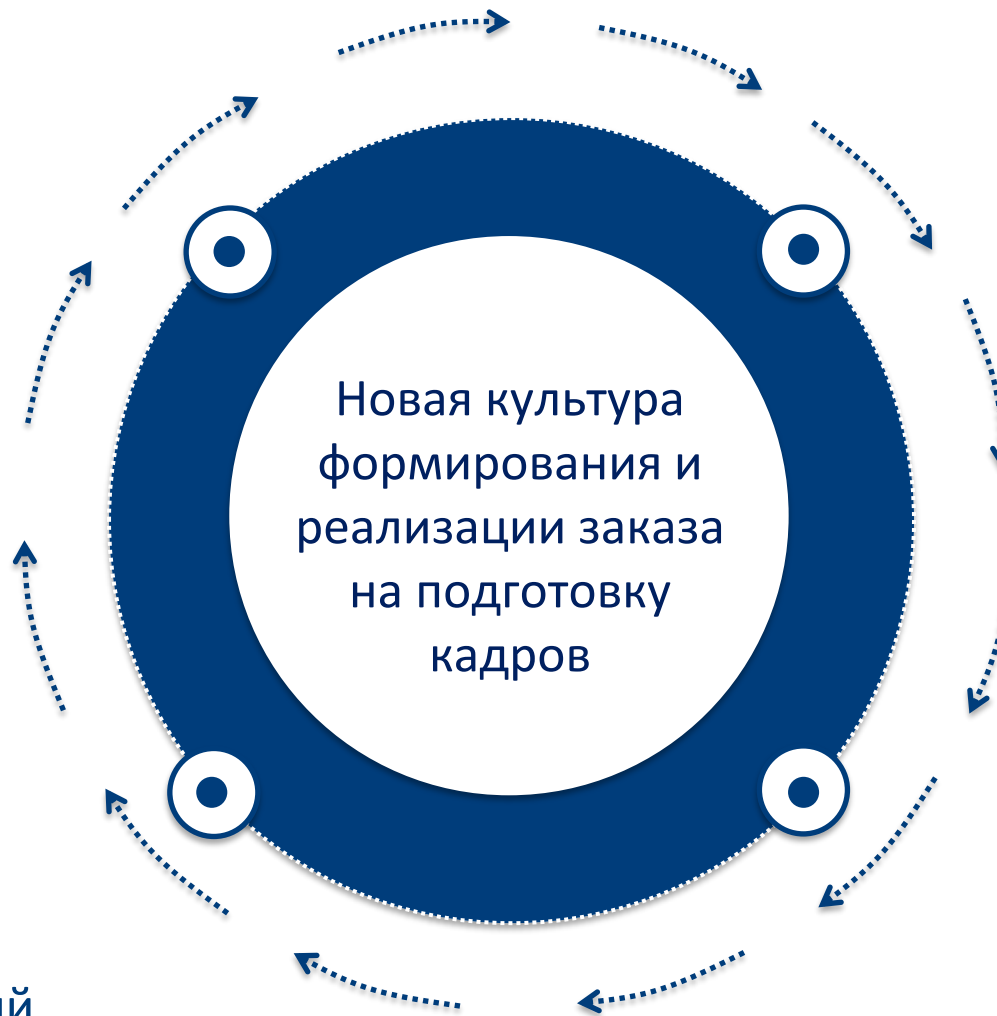 Новая культура
формирования и
реализации заказа
на подготовку
кадров